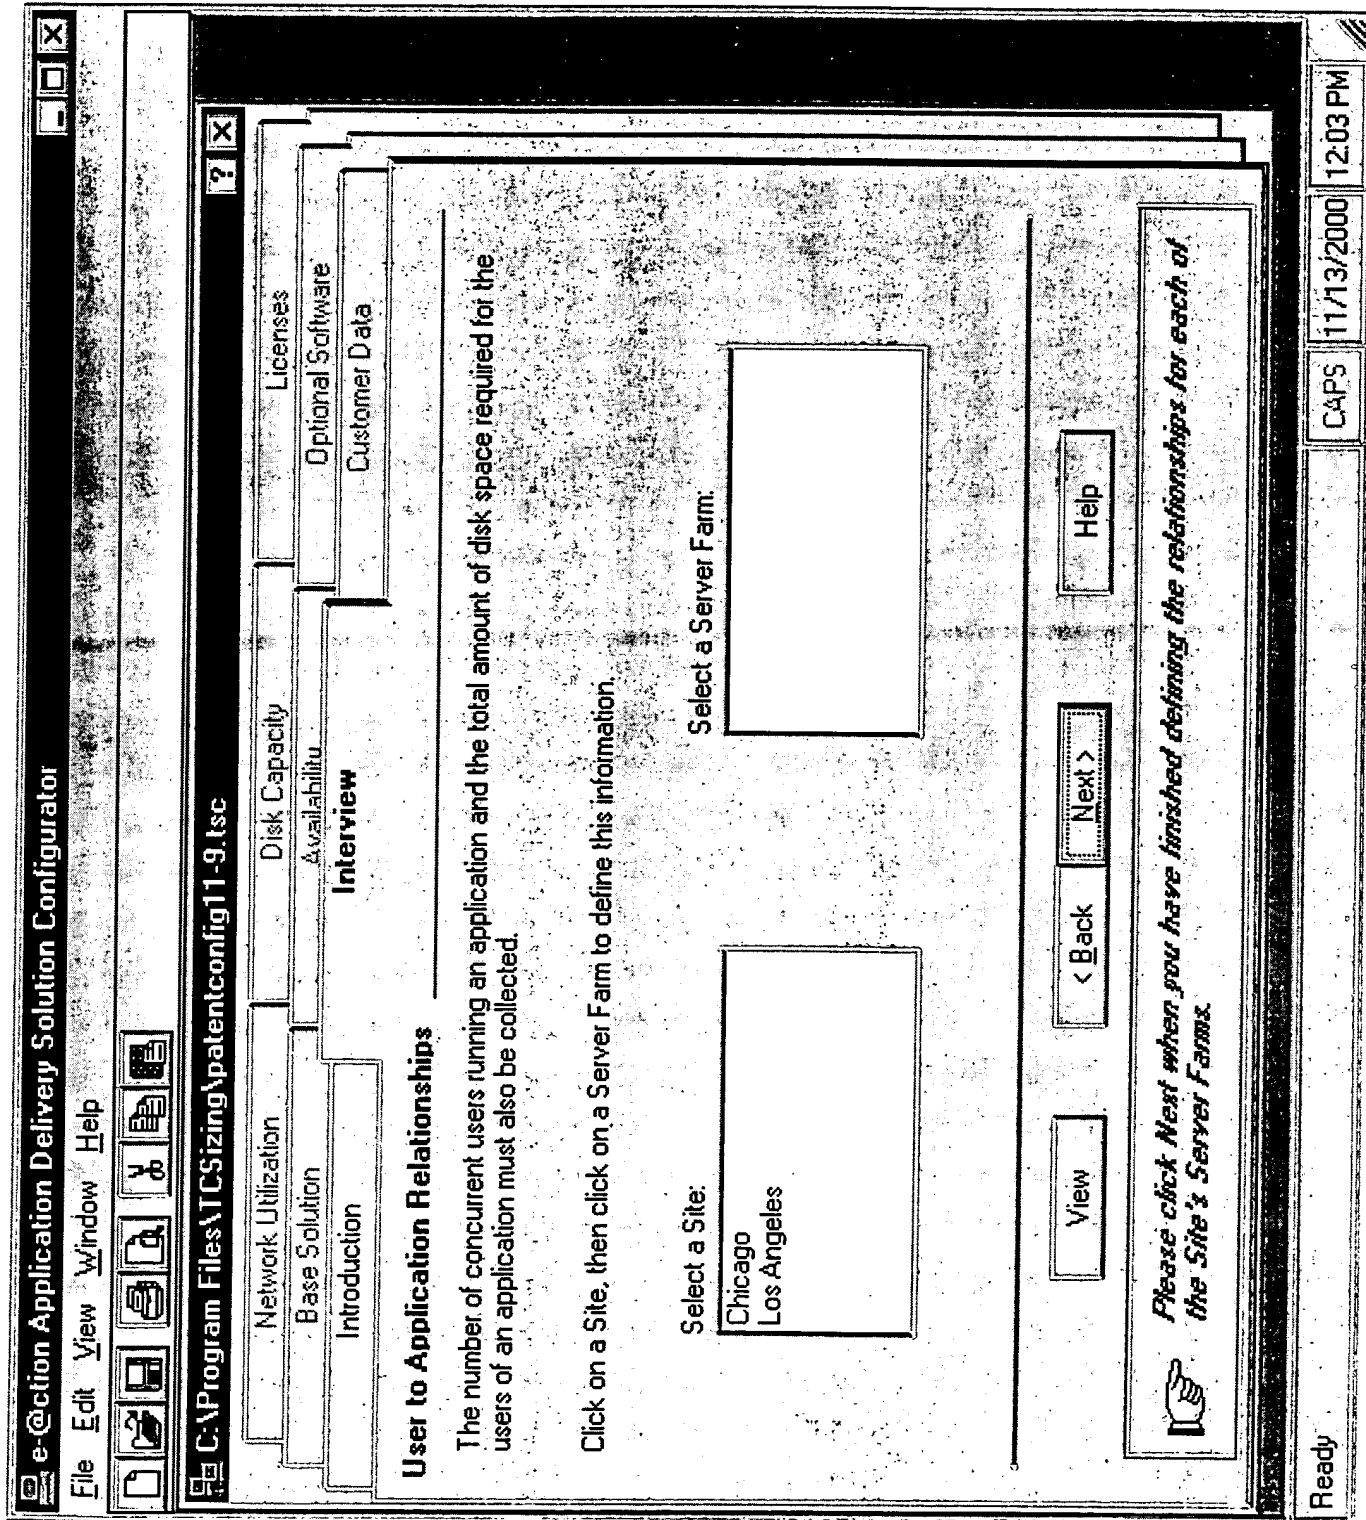 e-@ction Application Delivery Solution Configurator
File Edit View Window Help
C:\Program Files\TCSizing\patentconfig11-9.tsc
Network Utilization Disk Capacity Licenses
Base Solution Availability Optional Software
Introduction Interview Customer Data
User to Application Relationships
The number of concurrent users running an application and the total amount of disk space required for the
users of an application must also be collected.
Click on a Site, then click on a Server Farm to define this information.
Select a Site: Select a Server Farm:
Chicago
Los Angeles
View < Back Next > Help
Please click Next when you have finished defining the relationships for each of
the Site's Server Farms.
Ready CAPS 11/13/2000 12:03 PM